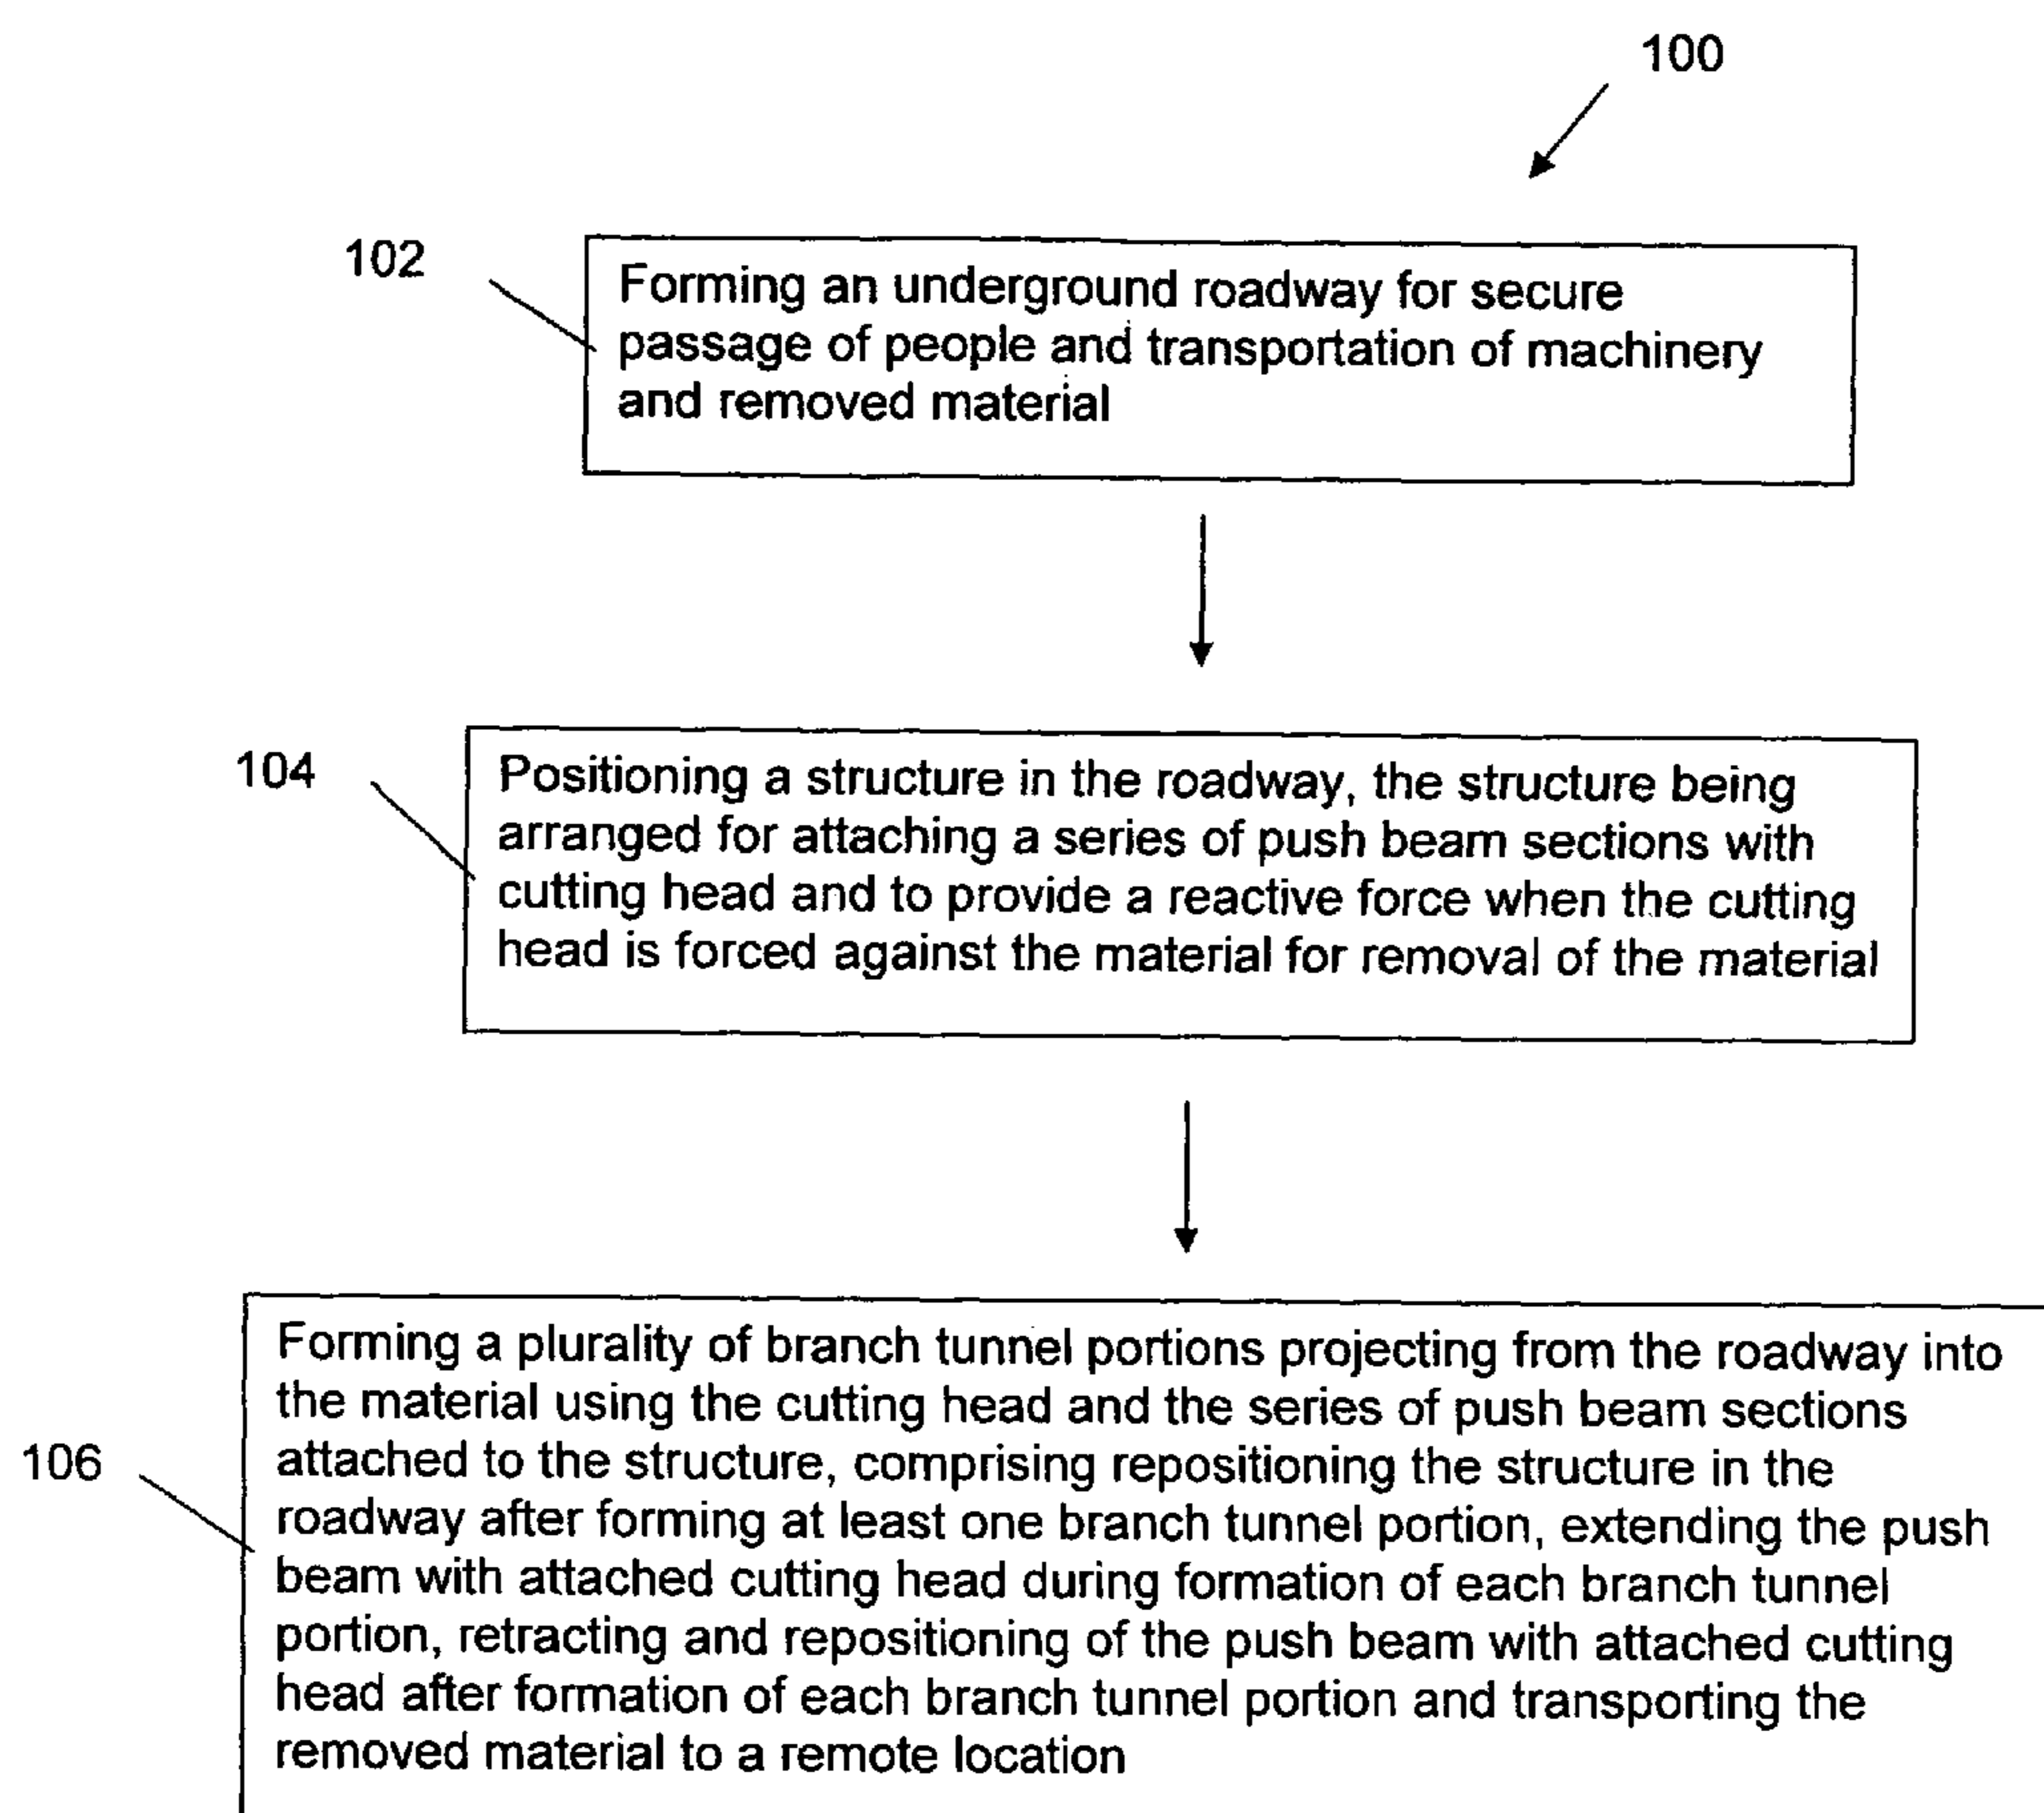 100
102
Forming an underground roadway for secure
passage of people and transportation of machinery
and removed material
104
Positioning a structure in the roadway, the structure being
arranged for attaching a series of push beam sections with
cutting head and to provide a reactive force when the cutting
head is forced against the material for removal of the material
106
Forming a plurality of branch tunnel portions projecting from the roadway into
the material using the cutting head and the series of push beam sections
attached to the structure, comprising repositioning the structure in the
roadway after forming at least one branch tunnel portion, extending the push
beam with attached cutting head during formation of each branch tunnel
portion, retracting and repositioning of the push beam with attached cutting
head after formation of each branch tunnel portion and transporting the
removed material to a remote location